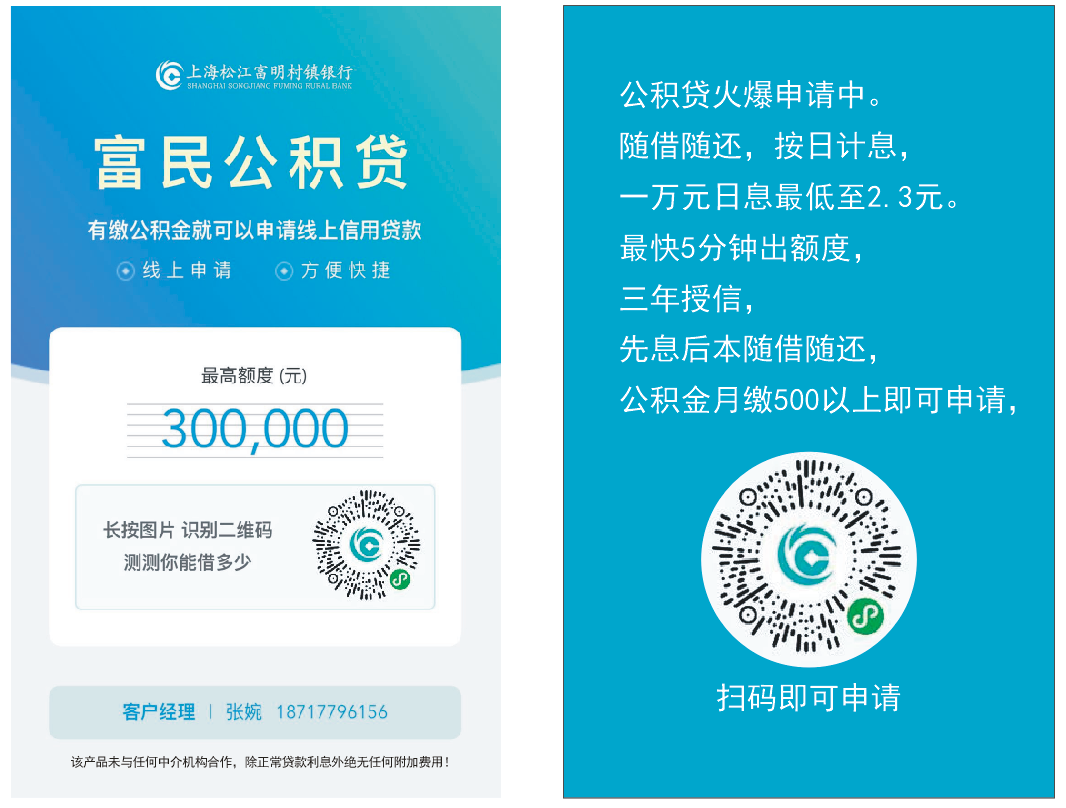 上海松江富明村镇银行
SHANGHAI SONGJIANG FUMING RURAL BANK
富民公积贷
有缴公积金就可以申请线上信用贷款
线上申请 方便快捷
最高额度 (元)
300,000
长按图片 识别二维码
测测你能借多少
客户经理 | 张婉 18717796156
该产品未与任何中介机构合作，除正常贷款利息外绝无任何附加费用！
公积贷火爆申请中。
随借随还，按日计息，
一万元日息最低至2.3元。
最快5分钟出额度，
三年授信，
先息后本随借随还，
公积金月缴500以上即可申请，
扫码即可申请